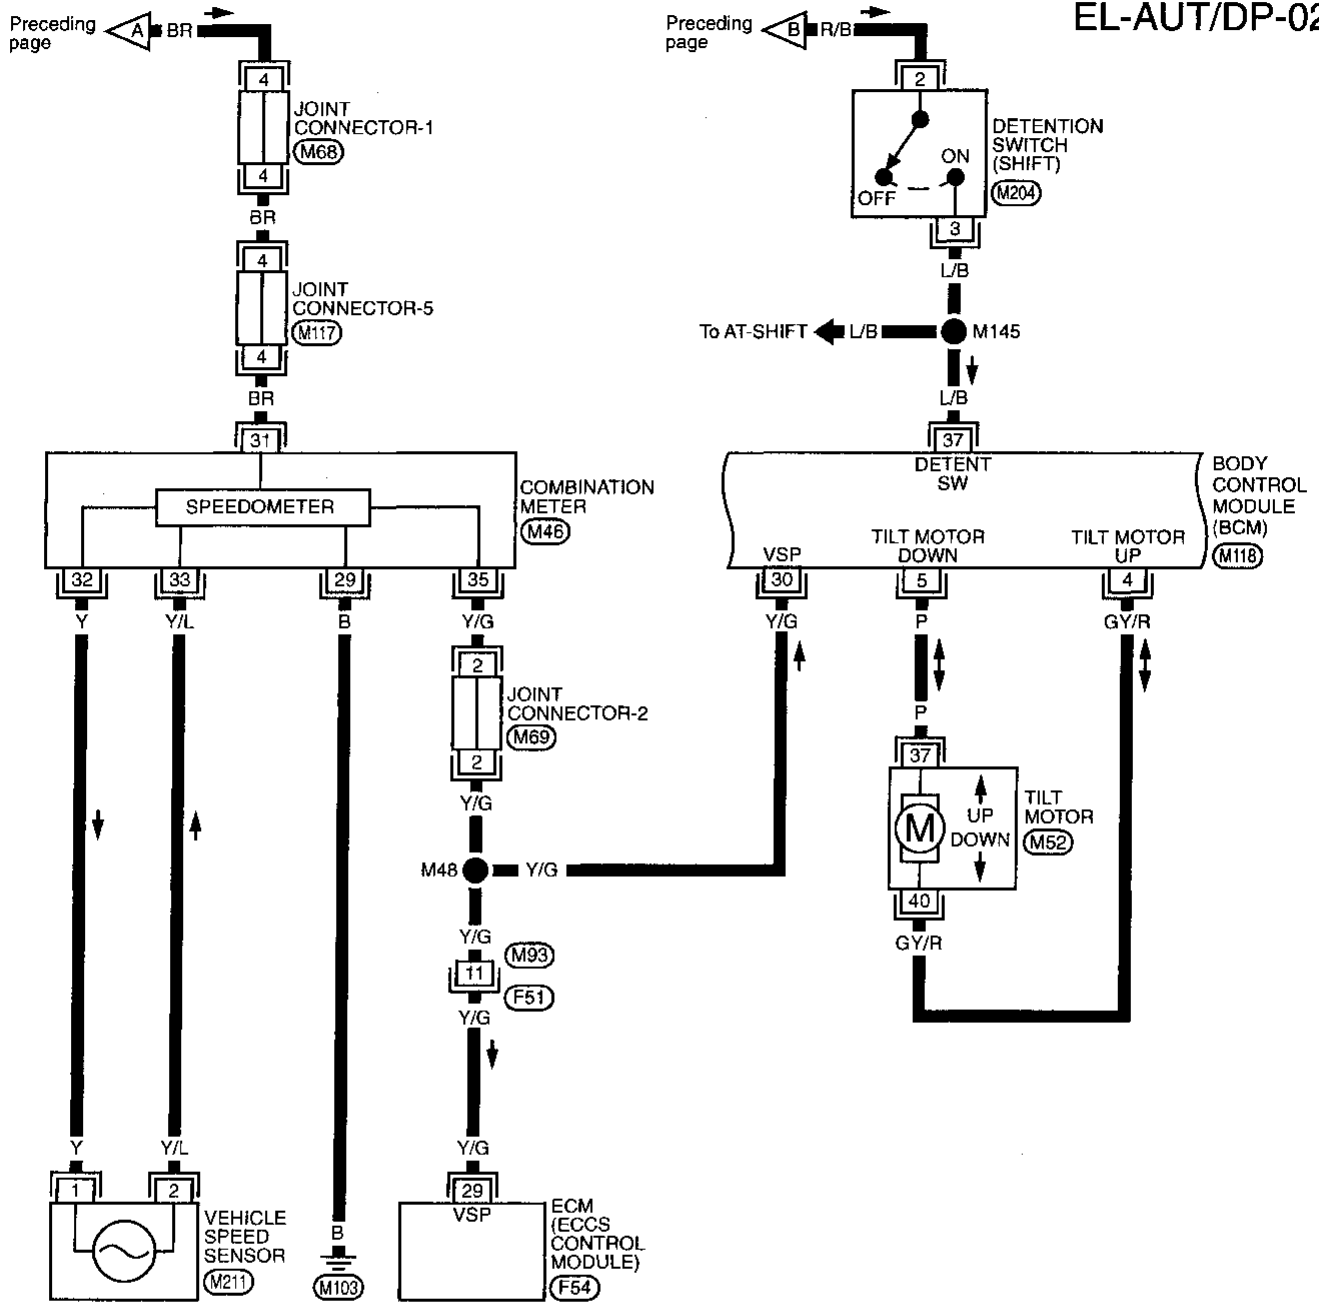 EL-AUT/DP-02
Preceding
page
A
BR
4
JOINT
CONNECTOR-1
M68
4
BR
4
JOINT
CONNECTOR-5
M117
4
BR
31
SPEEDOMETER
COMBINATION
METER
M46
32
33
29
35
Y
Y/L
B
Y/G
2
JOINT
CONNECTOR-2
M69
2
Y/G
M48
Y/G
Y/G
M93
11
F51
Y/G
Y
Y/L
Y/G
1
2
VEHICLE
SPEED
SENSOR
M211
B
M103
29
VSP
ECM
(ECCS
CONTROL
MODULE)
F54
Preceding
page
B
R/B
2
DETENTION
SWITCH
(SHIFT)
M204
ON
OFF
3
L/B
To AT-SHIFT
L/B
M145
L/B
37
DETENT
SW
BODY
CONTROL
MODULE
(BCM)
M118
VSP
TILT MOTOR
DOWN
TILT MOTOR
UP
30
5
4
Y/G
P
GY/R
P
37
M
UP
DOWN
TILT
MOTOR
M52
40
GY/R